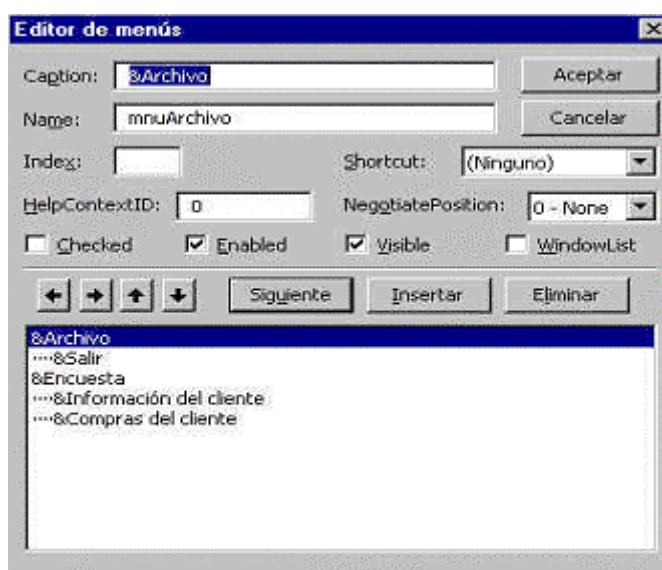 Editor de menús
Caption: &Archivo Aceptar
Name: mnuArchivo Cancelar
Index: Shortcut: (Ninguno)
HelpContextID: 0 NegotiatePosition: 0 - None
Checked Enabled Visible WindowList
Siguiente Insertar Eliminar
&Archivo
····&Salir
&Encuesta
····&Información del cliente
····&Compras del cliente